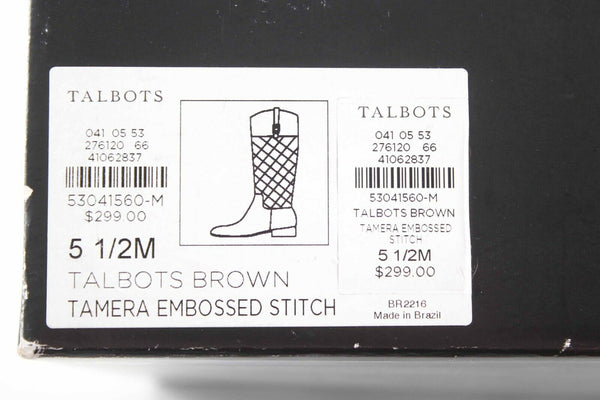 TALBOTS
041 05 53
276120 66
41062837
53041560-M
$299.00
5 1/2M
TALBOTS BROWN
TAMERA EMBOSSED STITCH
TALBOTS
041 05 53
276120 66
41062837
53041560-M
TALBOTS BROWN
TAMERA EMBOSSED
STITCH
5 1/2M
$299.00
BR2216
Made in Brazil